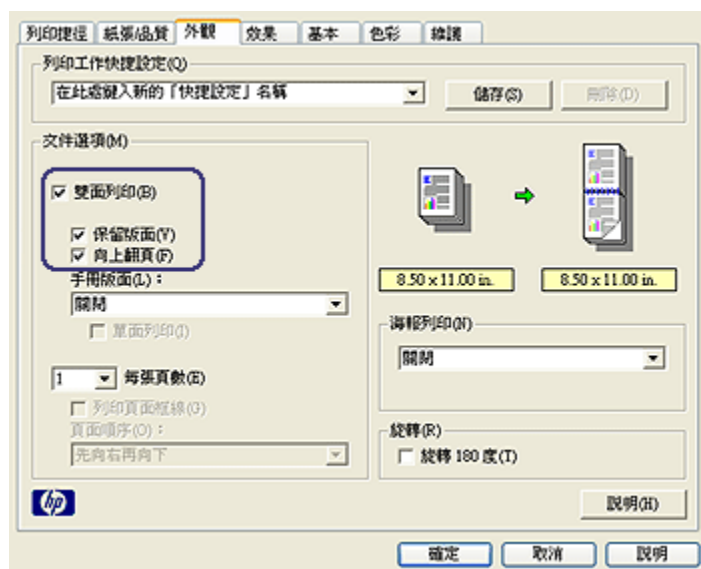 列印捷徑 紙張/品質 外觀 效果 基本 色彩 維護
列印工作快捷設定(Q)
在此處鍵入新的「快捷設定」名稱 儲存(S) 刪除(D)
文件選項(M)
雙面列印(B)
保留版面(Y)
向上翻頁(F)
手冊版面(L)：
關閉
單面列印(I)
1 每張頁數(E)
列印頁面框線(G)
頁面順序(O)：
先向右再向下
8.50 x 11.00 in. 8.50 x 11.00 in.
海報列印(N)
關閉
旋轉(R)
旋轉 180 度(T)
hp 說明(H)
確定 取消 說明